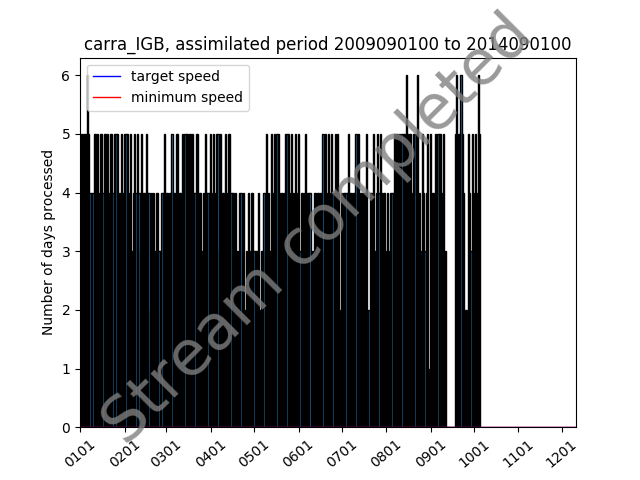 carra_IGB, assimilated period 2009090100 to 2014090100
target speed
minimum speed
Number of days processed
6
5
4
3
2
1
0
0101 0201 0301 0401 0501 0601 0701 0801 0901 1001 1101 1201
Stream completed